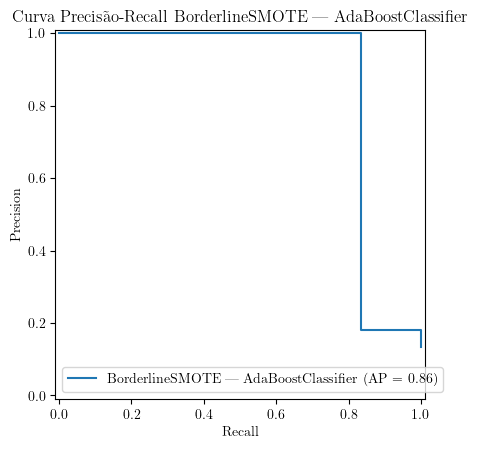 Curva Precisão-Recall BorderlineSMOTE — AdaBoostClassifier
1.0
0.8
0.6
0.4
0.2
0.0
Precision
BorderlineSMOTE — AdaBoostClassifier (AP = 0.86)
0.0 0.2 0.4 0.6 0.8 1.0
Recall